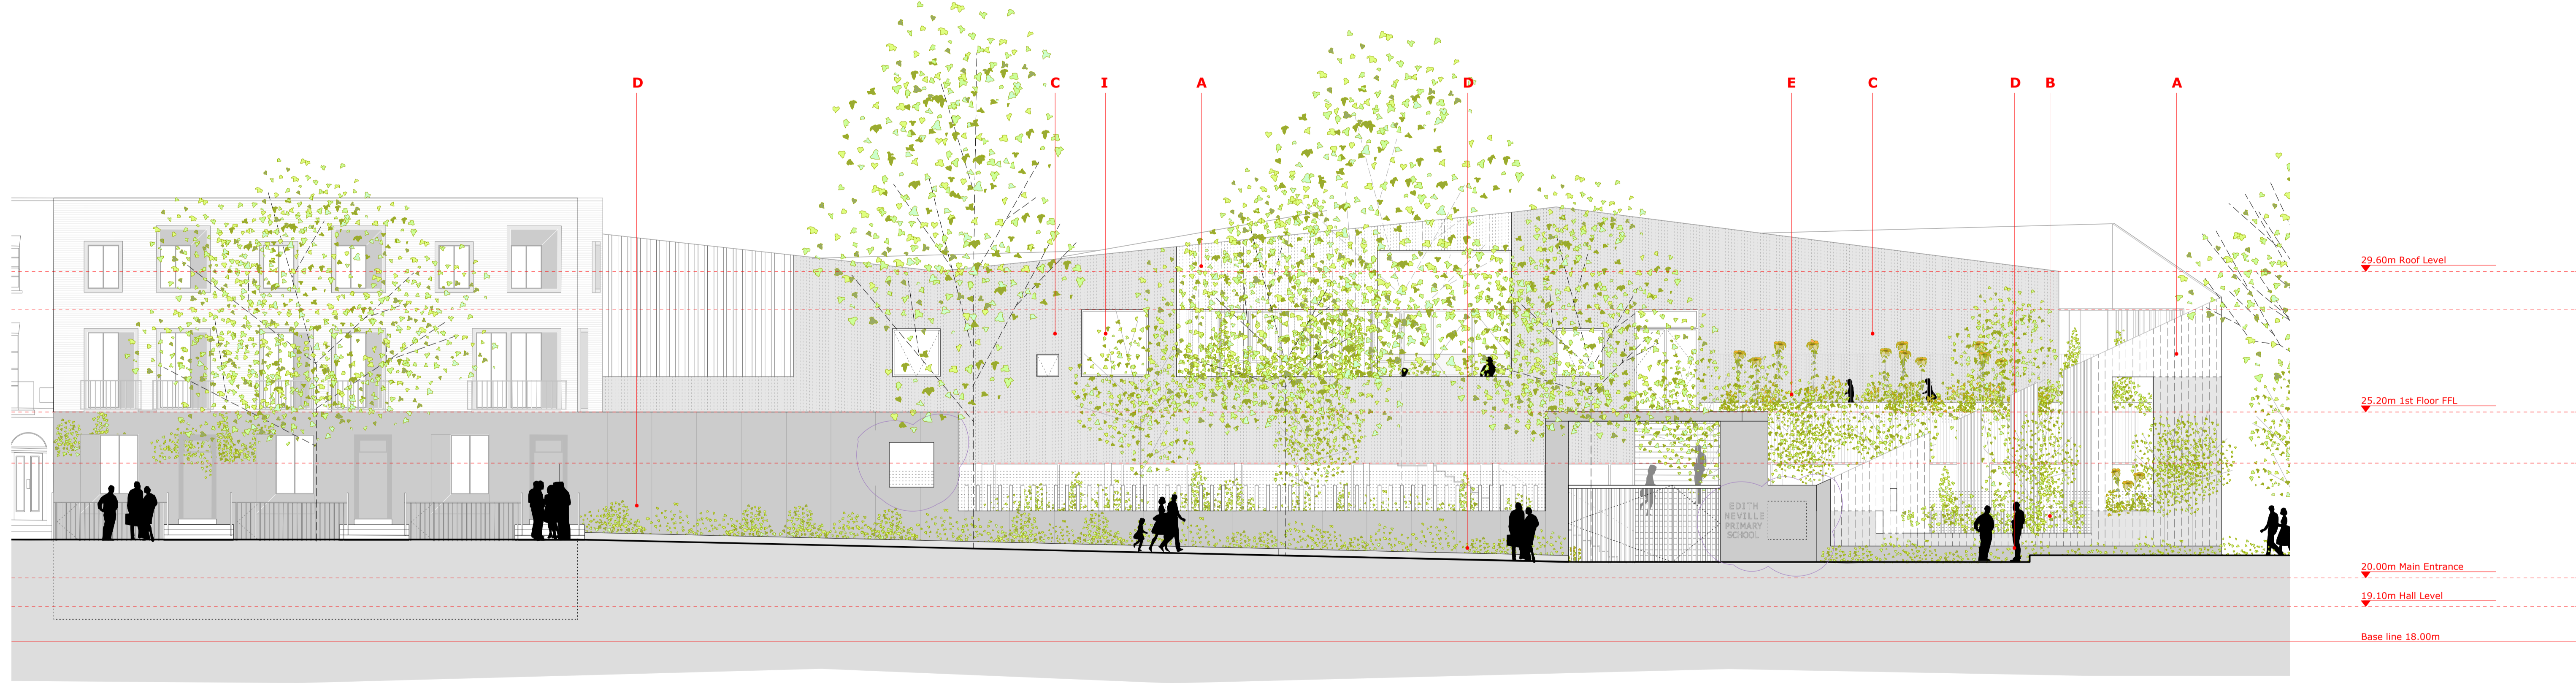 D
C
I
A
D
E
C
D
B
A
29.60m Roof Level
25.20m 1st Floor FFL
EDITH
NEVILLE
PRIMARY
SCHOOL
20.00m Main Entrance
19.10m Hall Level
Base line 18.00m